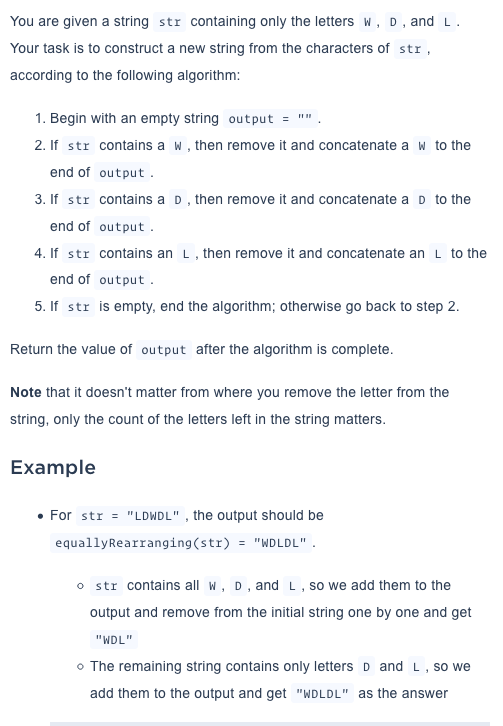 You are given a string str containing only the letters W , D , and L .
Your task is to construct a new string from the characters of str ,
according to the following algorithm:
1. Begin with an empty string output = "" .
2. If str contains a W , then remove it and concatenate a W to the
end of output .
3. If str contains a D , then remove it and concatenate a D to the
end of output .
4. If str contains an L , then remove it and concatenate an L to the
end of output .
5. If str is empty, end the algorithm; otherwise go back to step 2.
Return the value of output after the algorithm is complete.
Note that it doesn't matter from where you remove the letter from the
string, only the count of the letters left in the string matters.
Example
• For str = "LDWDL" , the output should be
equallyRearranging(str) = "WDLDL" .
○ str contains all W , D , and L , so we add them to the
output and remove from the initial string one by one and get
"WDL"
○ The remaining string contains only letters D and L , so we
add them to the output and get "WDLDL" as the answer